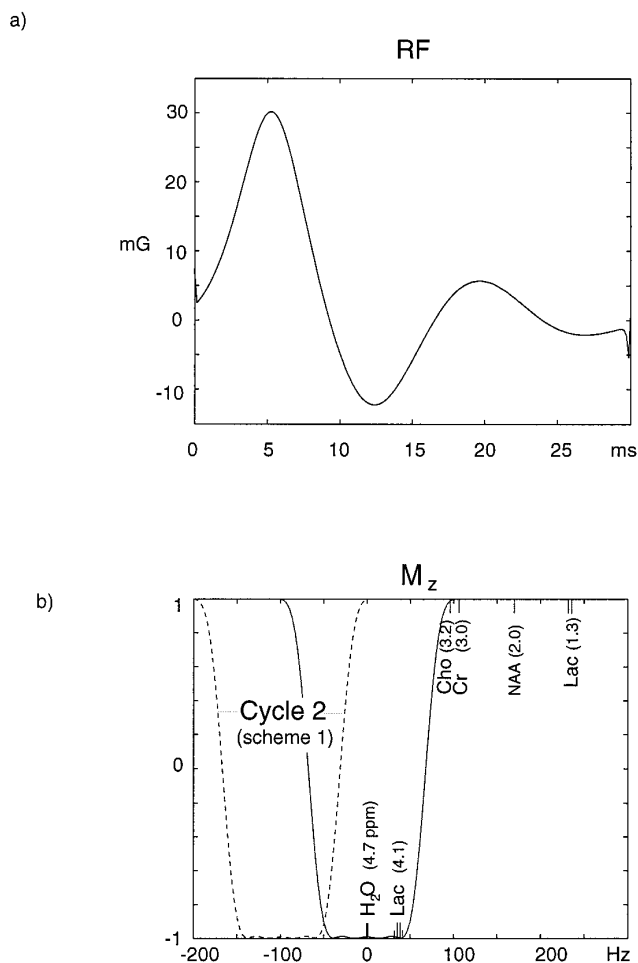 a)
RF
30
20
mG
10
0
-10
0 5 10 15 20 25 ms
b)
M z
1
Cho (3.2)
Cr (3.0)
NAA (2.0)
Lac (1.3)
Cycle 2
(scheme 1)
0
H2O (4.7 ppm)
Lac (4.1)
-1
-200 -100 0 100 200 Hz